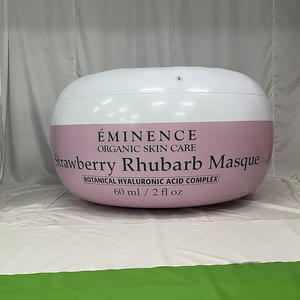 ÉMINENCE
ORGANIC SKIN CARE
Strawberry Rhubarb Masque
BOTANICAL HYALURONIC ACID COMPLEX
60 ml / 2 fl oz